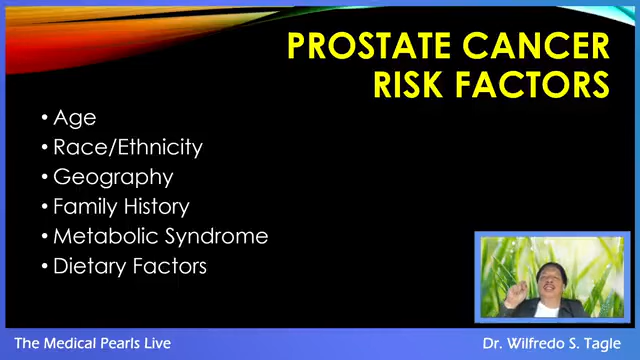 PROSTATE CANCER
RISK FACTORS
• Age
• Race/Ethnicity
• Geography
• Family History
• Metabolic Syndrome
• Dietary Factors
The Medical Pearls Live
Dr. Wilfredo S. Tagle